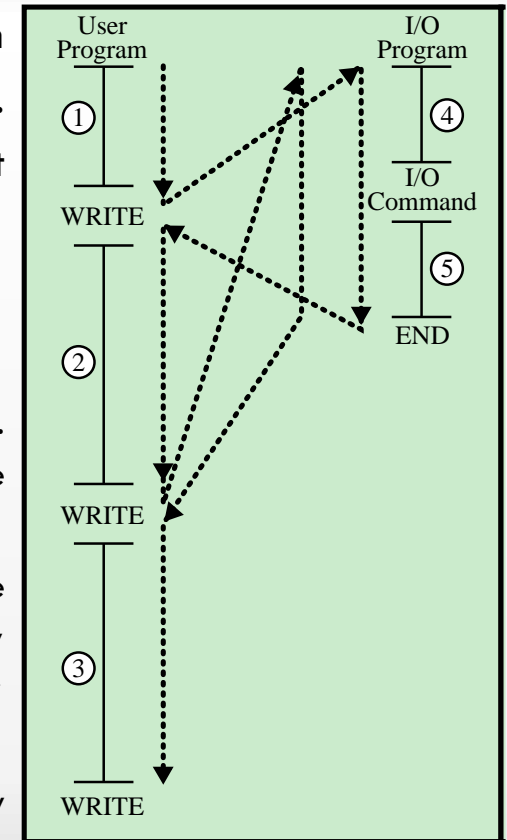 User
Program
1
WRITE
2
WRITE
3
WRITE
I/O
Program
4
I/O
Command
5
END